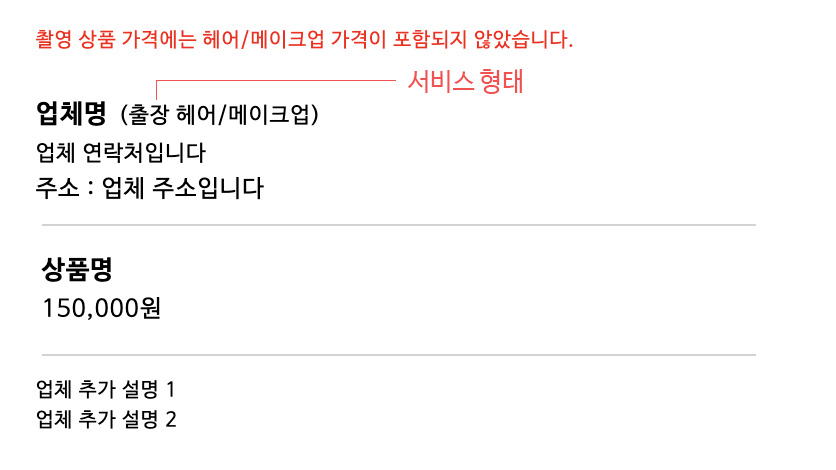 촬영 상품 가격에는 헤어/메이크업 가격이 포함되지 않았습니다.
서비스 형태
업체명 (출장 헤어/메이크업)
업체 연락처입니다
주소 : 업체 주소입니다
상품명
150,000원
업체 추가 설명 1
업체 추가 설명 2